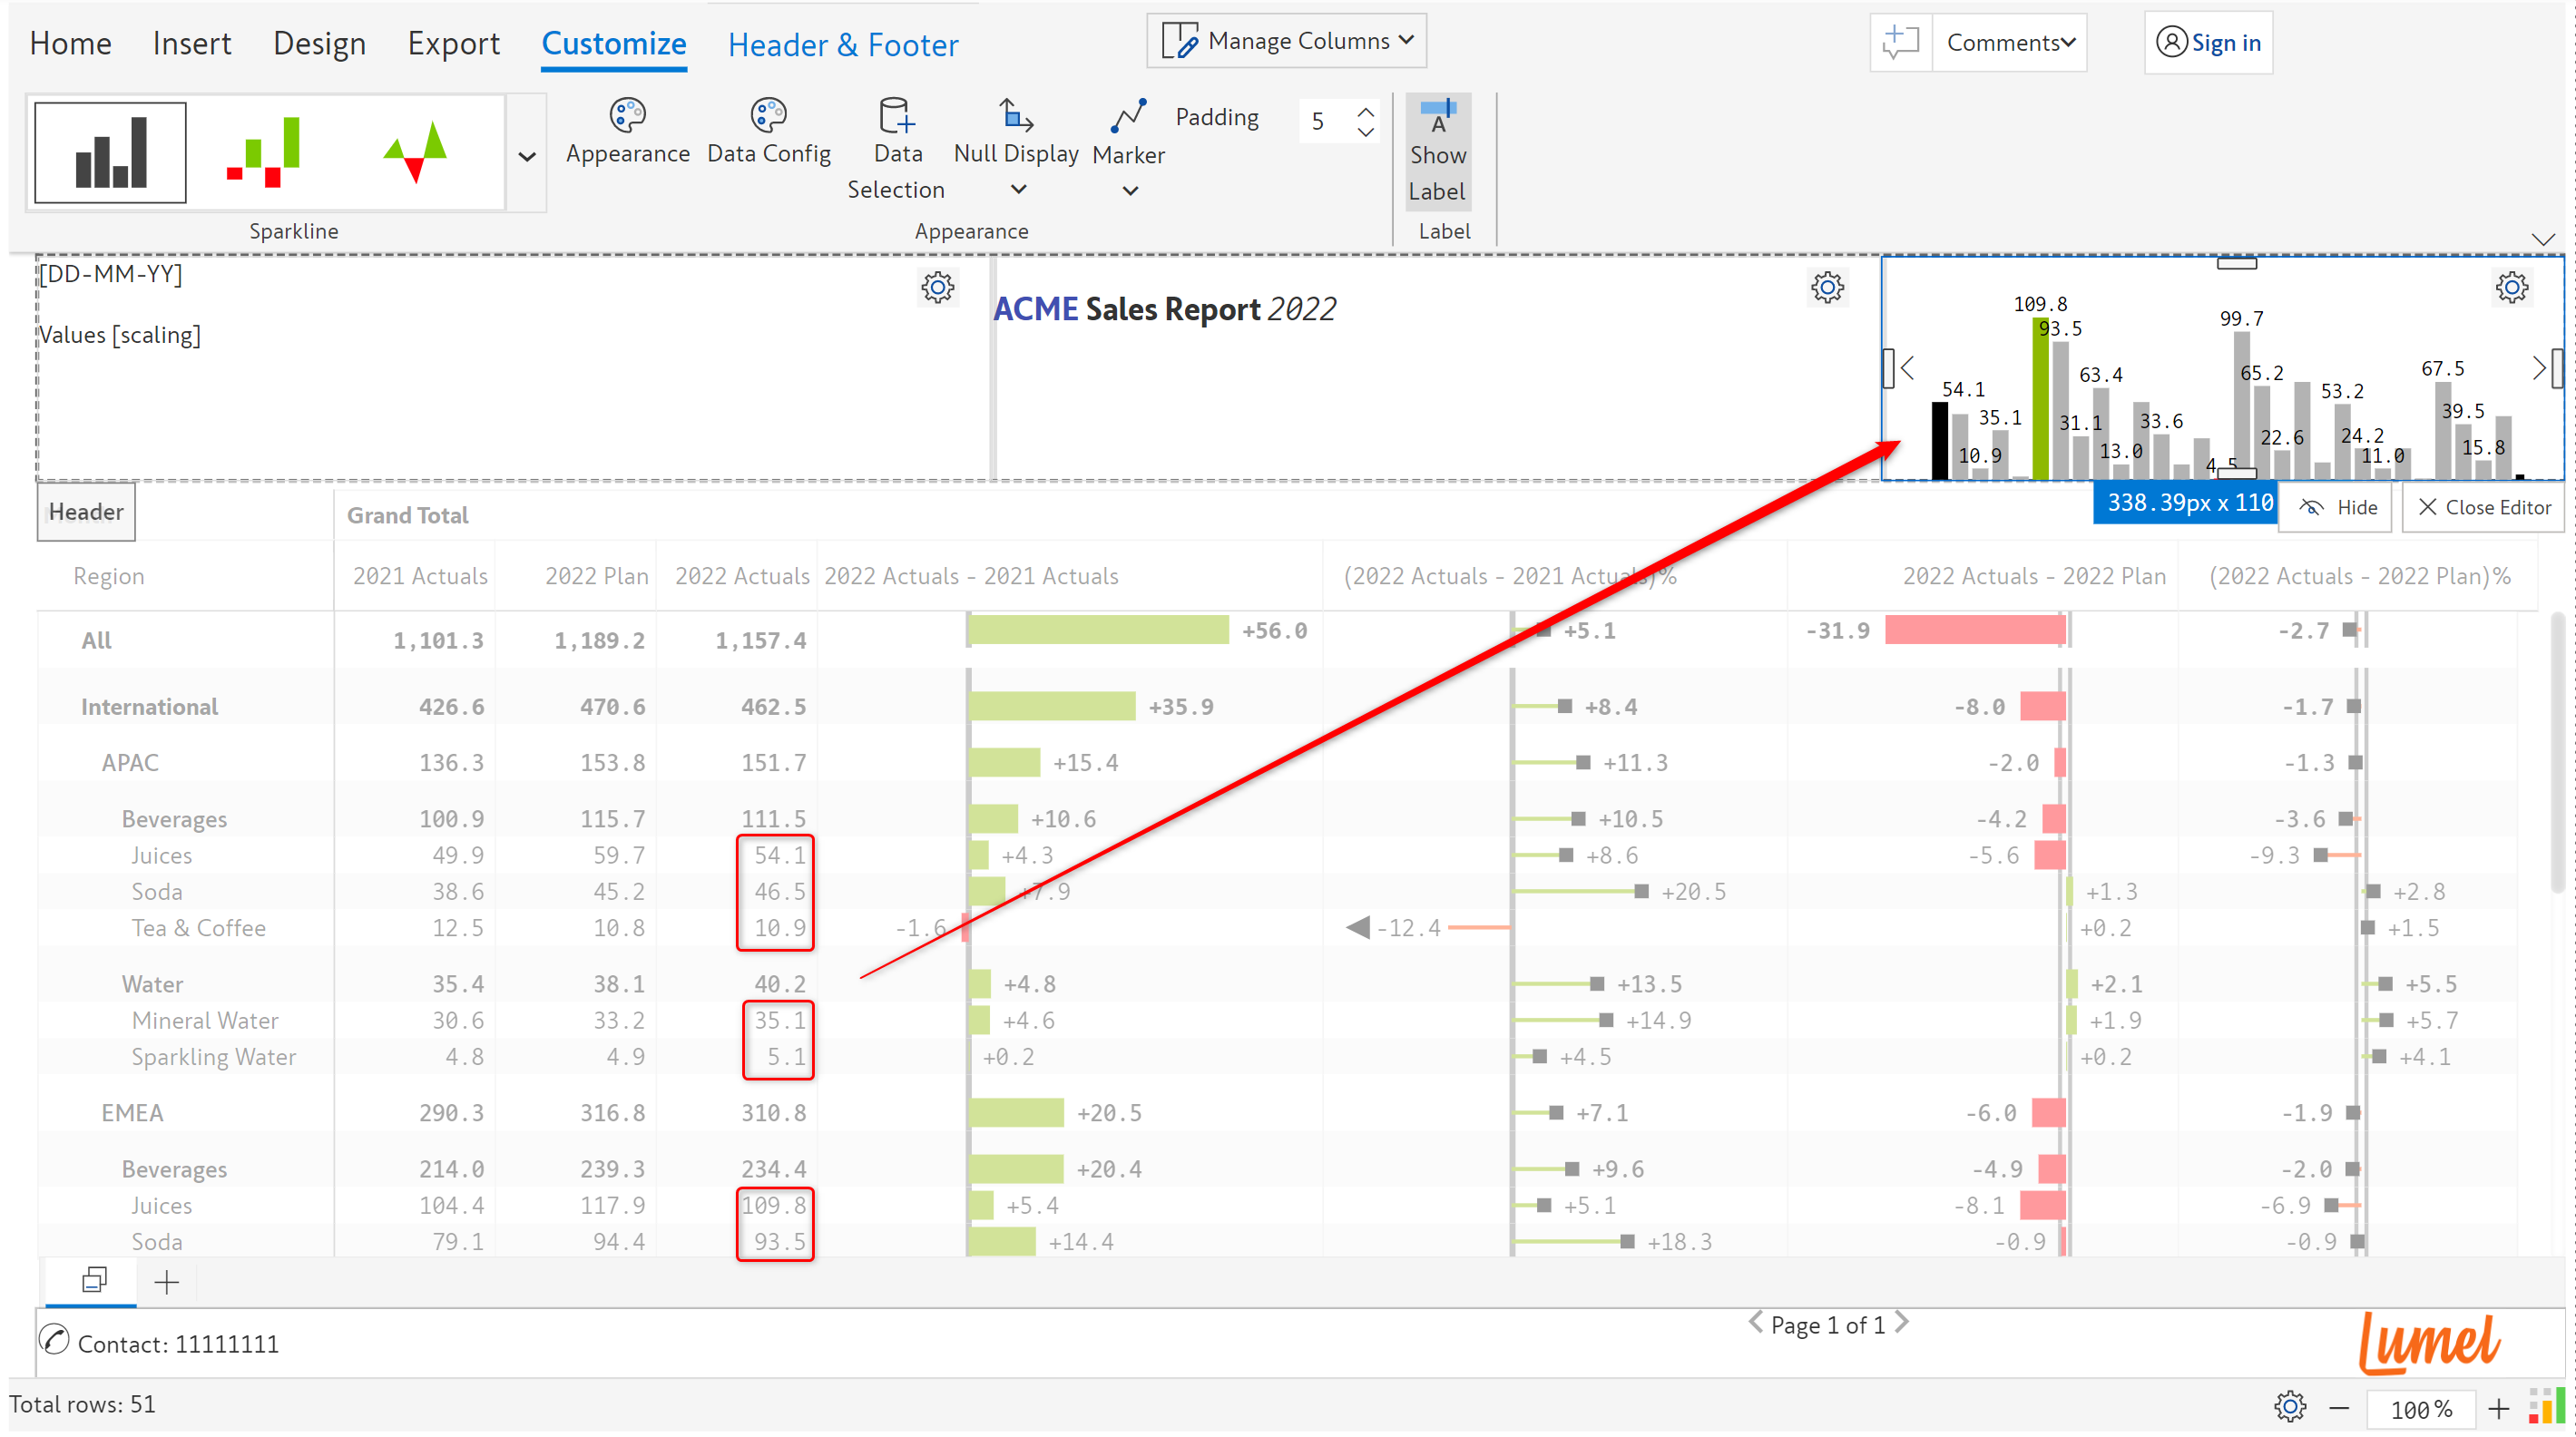 Home Insert Design Export Customize Header & Footer Manage Columns Comments Sign in
Appearance Data Config Data Selection Null Display Marker Padding 5 Show Label
Sparkline Appearance Label
[DD-MM-YY]
Values [scaling]
ACME Sales Report 2022
109.8
99.7
93.5
67.5
65.2
63.4
54.1
53.2
35.1
39.5
31.1
33.6
22.6
24.2
10.9
13.0
11.0
15.8
338.39px x 110
Hide
Close Editor
Header
Grand Total
Region 2021 Actuals 2022 Plan 2022 Actuals 2022 Actuals - 2021 Actuals (2022 Actuals - 2021 Actuals)% 2022 Actuals - 2022 Plan (2022 Actuals - 2022 Plan)%
All 1,101.3 1,189.2 1,157.4 +56.0 +5.1 -31.9 -2.7
International 426.6 470.6 462.5 +35.9 +8.4 -8.0 -1.7
APAC 136.3 153.8 151.7 +15.4 +11.3 -2.0 -1.3
Beverages 100.9 115.7 111.5 +10.6 +10.5 -4.2 -3.6
Juices 49.9 59.7 54.1 +4.3 +8.6 -5.6 -9.3
Soda 38.6 45.2 46.5 +7.9 +20.5 +1.3 +2.8
Tea & Coffee 12.5 10.8 10.9 -1.6 -12.4 +0.2 +1.5
Water 35.4 38.1 40.2 +4.8 +13.5 +2.1 +5.5
Mineral Water 30.6 33.2 35.1 +4.6 +14.9 +1.9 +5.7
Sparkling Water 4.8 4.9 5.1 +0.2 +4.5 +0.2 +4.1
EMEA 290.3 316.8 310.8 +20.5 +7.1 -6.0 -1.9
Beverages 214.0 239.3 234.4 +20.4 +9.6 -4.9 -2.0
Juices 104.4 117.9 109.8 +5.4 +5.1 -8.1 -6.9
Soda 79.1 94.4 93.5 +14.4 +18.3 -0.9 -0.9
Contact: 11111111
Page 1 of 1
Lumel
Total rows: 51
100%